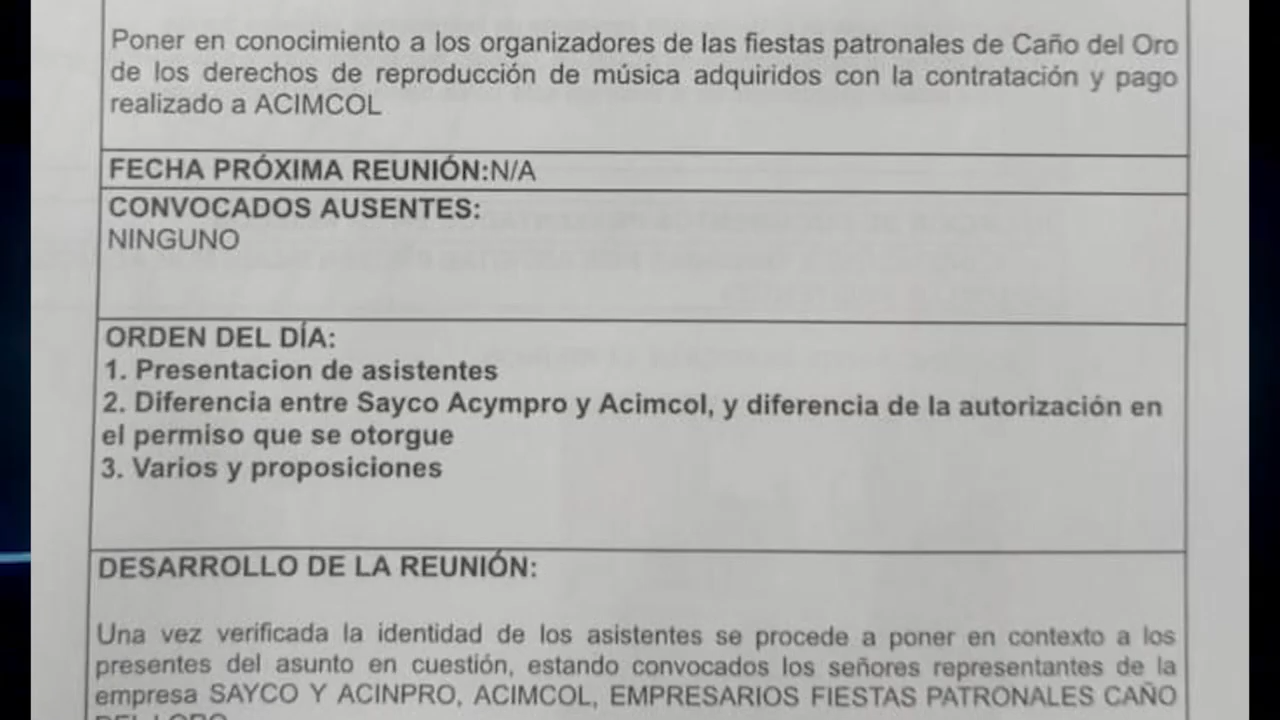 Poner en conocimiento a los organizadores de las fiestas patronales de Caño del Oro
de los derechos de reproducción de música adquiridos con la contratación y pago
realizado a ACIMCOL
FECHA PRÓXIMA REUNIÓN:N/A
CONVOCADOS AUSENTES:
NINGUNO
ORDEN DEL DÍA:
1. Presentacion de asistentes
2. Diferencia entre Sayco Acympro y Acimcol, y diferencia de la autorización en
el permiso que se otorgue
3. Varios y proposiciones
DESARROLLO DE LA REUNIÓN:
Una vez verificada la identidad de los asistentes se procede a poner en contexto a los
presentes del asunto en cuestión, estando convocados los señores representantes de la
empresa SAYCO Y ACINPRO, ACIMCOL, EMPRESARIOS FIESTAS PATRONALES CAÑO